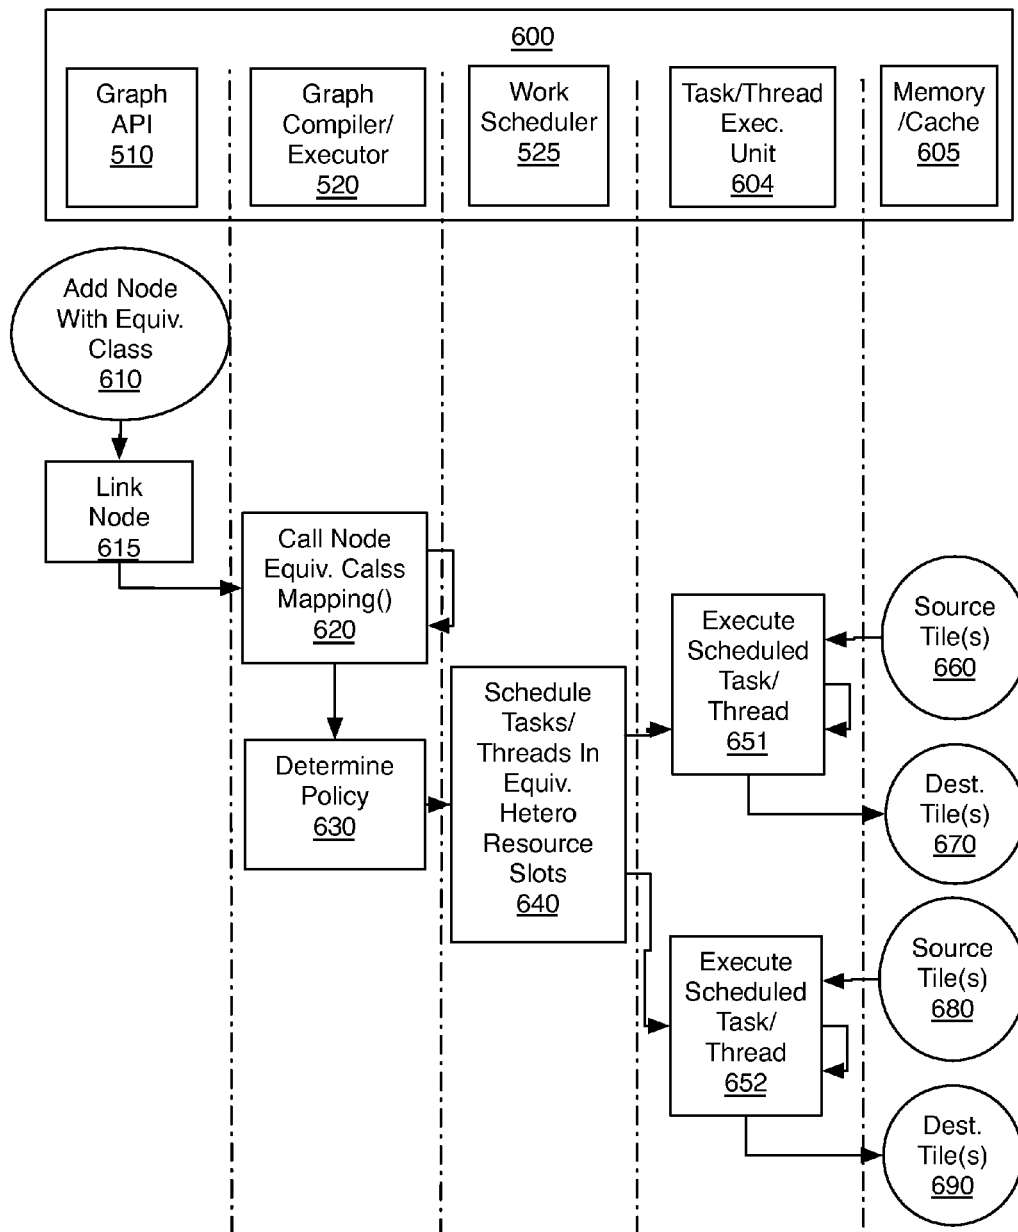 600
Graph
API
510
Graph
Compiler/
Executor
520
Work
Scheduler
525
Task/Thread
Exec.
Unit
604
Memory
/Cache
605
Add Node
With Equiv.
Class
610
Link
Node
615
Call Node
Equiv. Calss
Mapping()
620
Determine
Policy
630
Schedule
Tasks/
Threads In
Equiv.
Hetero
Resource
Slots
640
Execute
Scheduled
Task/
Thread
651
Source
Tile(s)
660
Dest.
Tile(s)
670
Execute
Scheduled
Task/
Thread
652
Source
Tile(s)
680
Dest.
Tile(s)
690